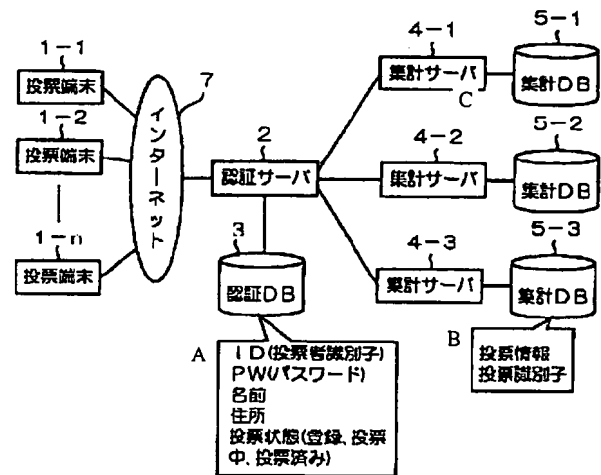 1-1
投票端末
1-2
投票端末
1-n
投票端末
7
インターネット
2
認証サーバ
3
認証DB
4-1
集計サーバ
C
5-1
集計DB
4-2
集計サーバ
5-2
集計DB
4-3
集計サーバ
5-3
集計DB
A
ID(投票者識別子)
PW(パスワード)
名前
住所
投票状態(登録、投票
中、投票済み)
B
投票情報
投票識別子